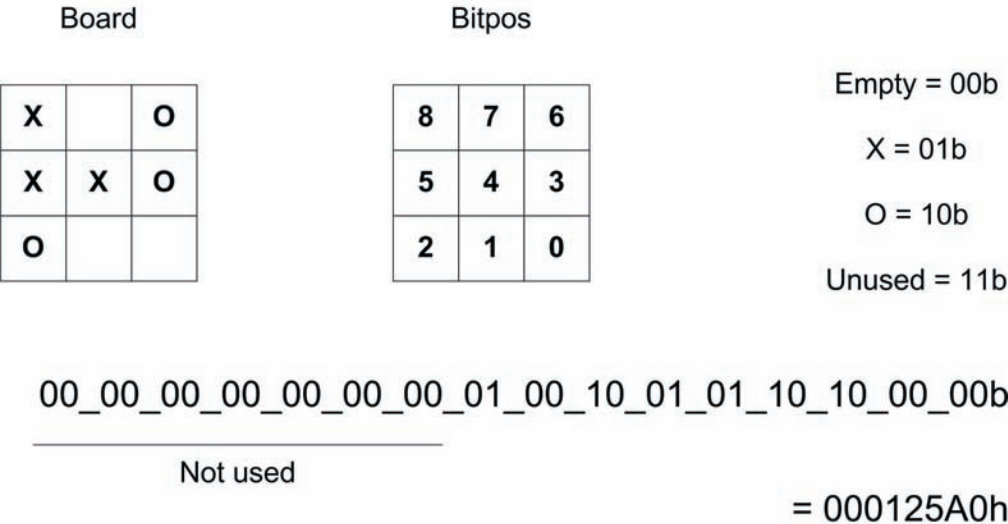 Board
Bitpos
X O
X X O
O
8 7 6
5 4 3
2 1 0
Empty = 00b
X = 01b
O = 10b
Unused = 11b
00_00_00_00_00_00_00_01_00_10_01_01_10_10_00_00b
Not used
= 000125A0h